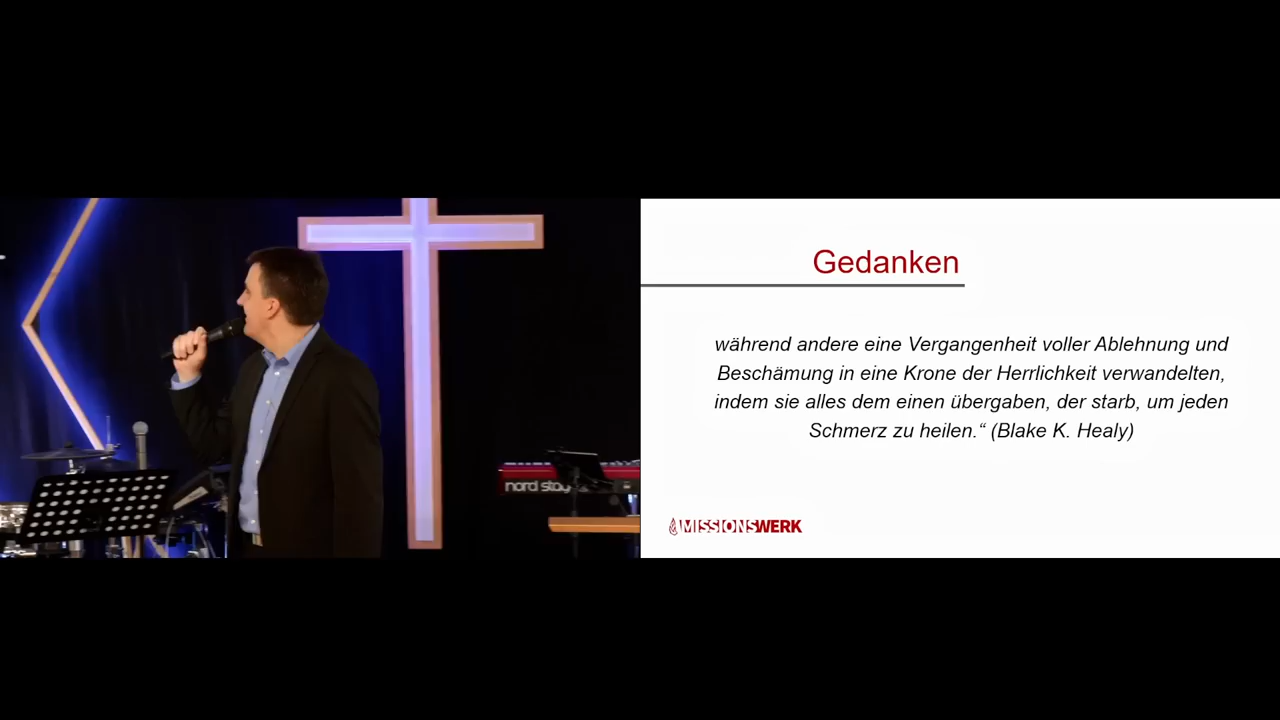 nord stag
Gedanken
während andere eine Vergangenheit voller Ablehnung und
Beschämung in eine Krone der Herrlichkeit verwandelten,
indem sie alles dem einen übergaben, der starb, um jeden
Schmerz zu heilen.“ (Blake K. Healy)
MISSIONSWERK